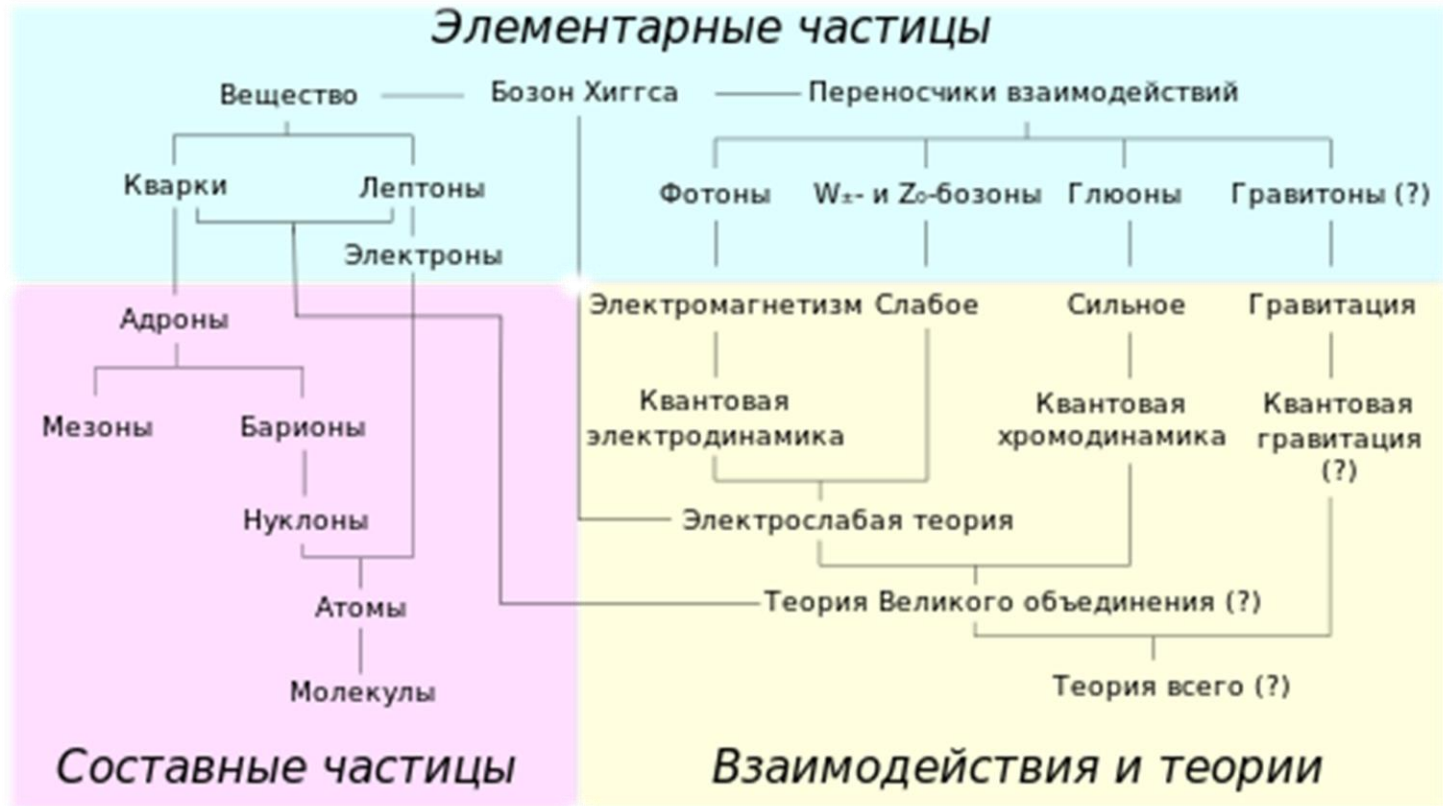 Элементарные частицы
Вещество
Бозон Хиггса
Переносчики взаимодействий
Кварки
Лептоны
Фотоны
W±- и Z₀-бозоны
Глюоны
Гравитоны (?)
Электроны
Адроны
Электромагнетизм
Слабое
Сильное
Гравитация
Мезоны
Барионы
Квантовая
электродинамика
Квантовая
хромодинамика
Квантовая
гравитация
(?)
Нуклоны
Электрослабая теория
Атомы
Теория Великого объединения (?)
Молекулы
Теория всего (?)
Составные частицы
Взаимодействия и теории